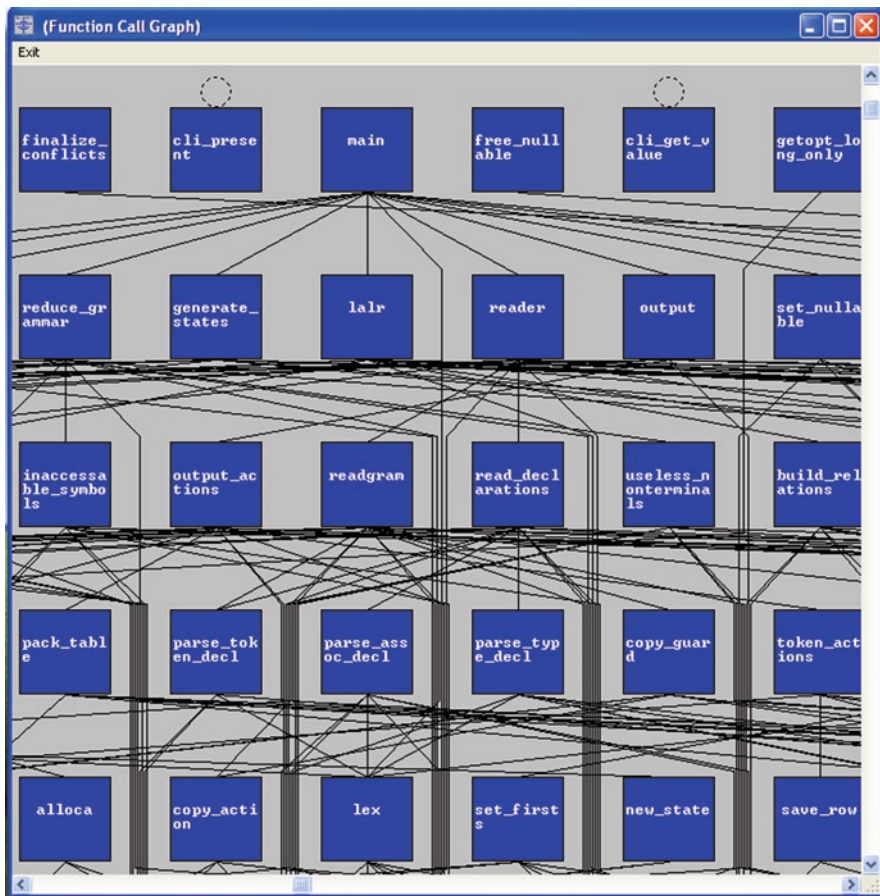 (Function Call Graph)
Exit
finalize_
conflicts
cli_prese
nt
main
free_null
able
cli_get_v
alue
getopt_lo
ng_only
reduce_gr
ammar
generate_
states
lalr
reader
output
set_nulla
ble
inaccessa
ble_symbo
ls
output_ac
tions
readgram
read_decl
arations
useless_n
ontermina
ls
build_rel
ations
pack_tabl
e
parse_tok
en_decl
parse_ass
oc_decl
parse_typ
e_decl
copy_guar
d
token_act
ions
alloca
copy_acti
on
lex
set_first
s
new_state
save_row